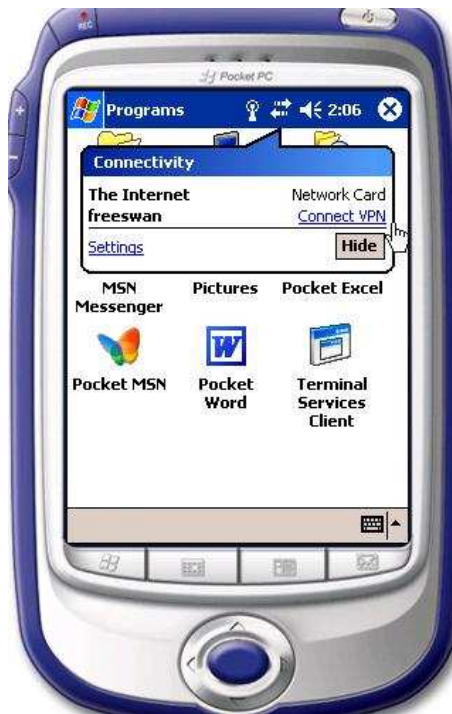 REC
Pocket PC
Programs 2:06
Connectivity
The Internet Network Card
freeswan Connect VPN
Settings Hide
MSN Pictures Pocket Excel
Messenger
Pocket MSN Pocket Terminal
Word Services
Client